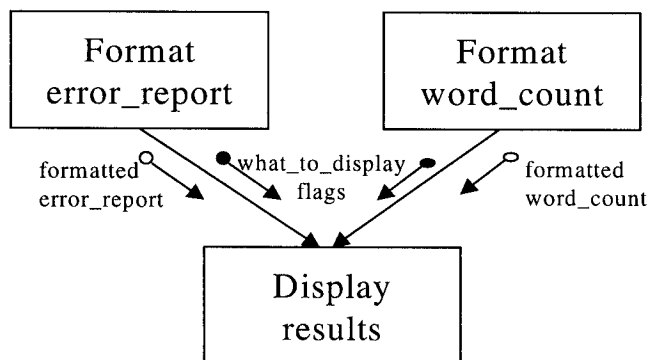 Format
error_report
Format
word_count
formatted
error_report
what_to_display
flags
formatted
word_count
Display
results